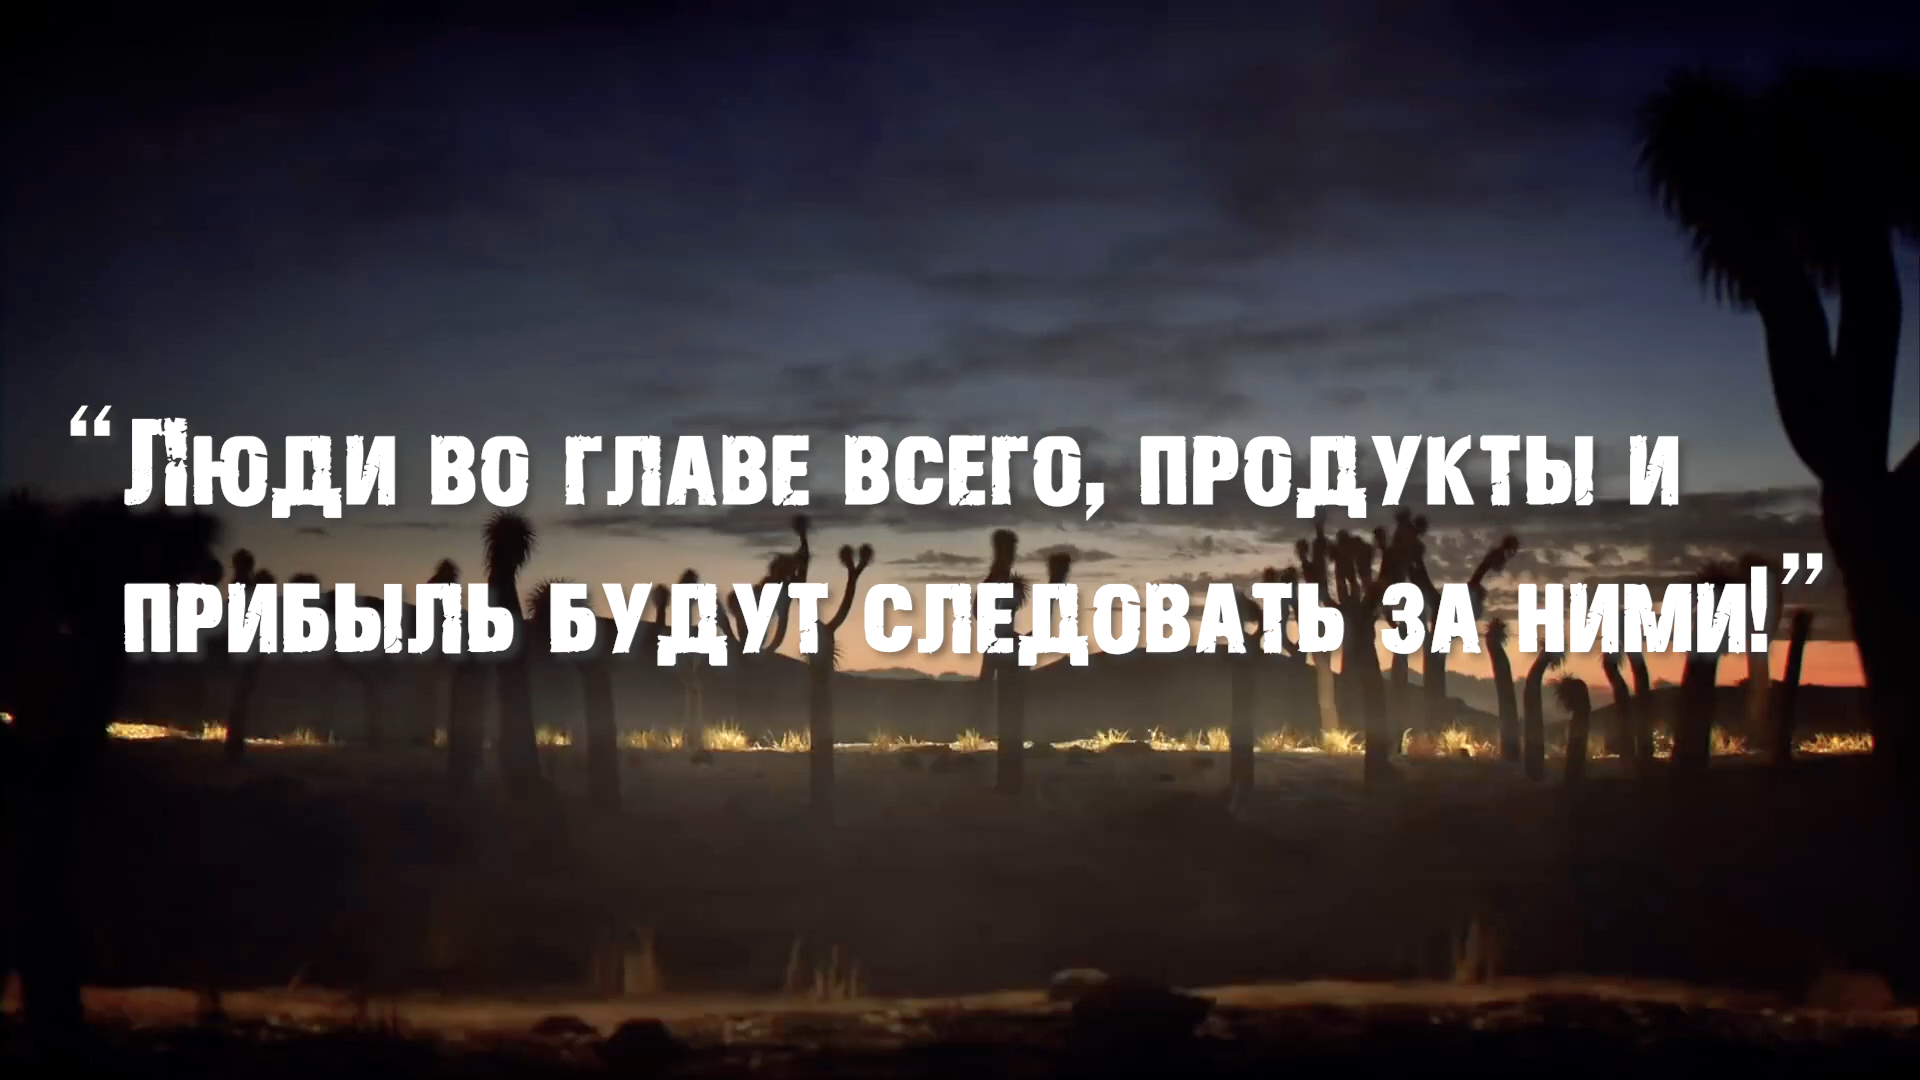 “Люди во главе всего, продукты и
прибыль будут следовать за ними!”